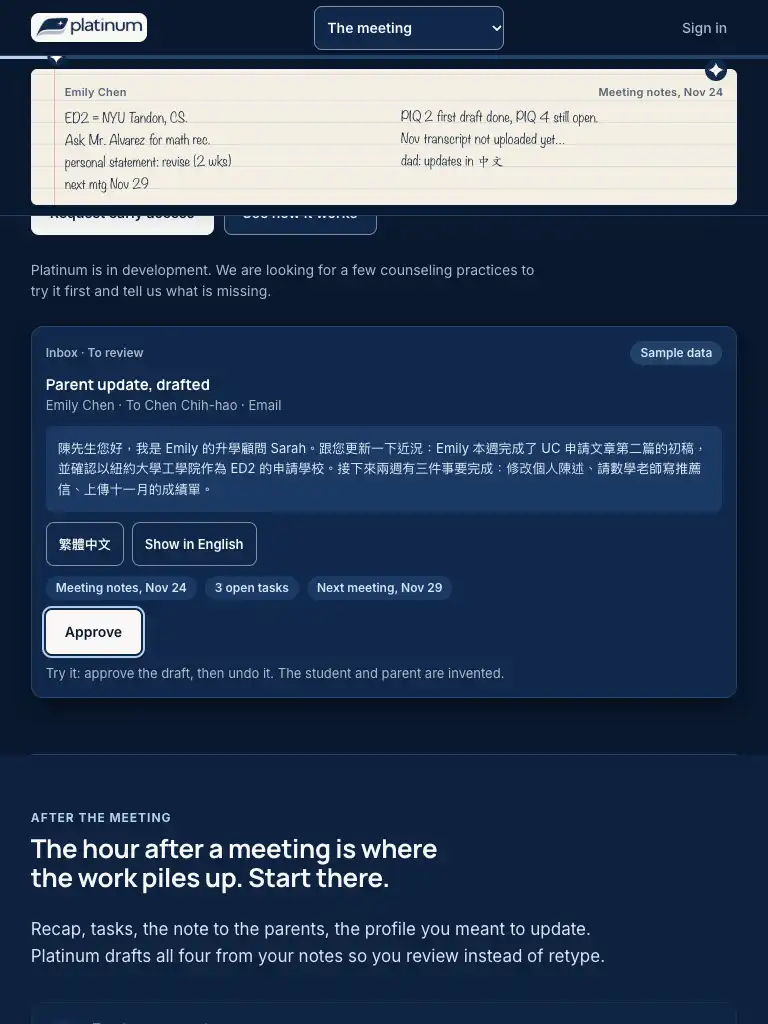 platinum
The meeting
Sign in
Emily Chen
Meeting notes, Nov 24
ED2 = NYU Tandon, CS.
Ask Mr. Alvarez for math rec.
personal statement: revise (2 wks)
next mtg Nov 29
PIQ 2 first draft done, PIQ 4 still open.
Nov transcript not uploaded yet...
dad: updates in 中文
Request early access
See how it works
Platinum is in development. We are looking for a few counseling practices to
try it first and tell us what is missing.
Inbox · To review
Sample data
Parent update, drafted
Emily Chen · To Chen Chih-hao · Email
陳先生您好，我是 Emily 的升學顧問 Sarah。跟您更新一下近況：Emily 本週完成了 UC 申請文章第二篇的初稿，
並確認以紐約大學工學院作為 ED2 的申請學校。接下來兩週有三件事要完成：修改個人陳述、請數學老師寫推薦
信、上傳十一月的成績單。
繁體中文
Show in English
Meeting notes, Nov 24
3 open tasks
Next meeting, Nov 29
Approve
Try it: approve the draft, then undo it. The student and parent are invented.
AFTER THE MEETING
The hour after a meeting is where
the work piles up. Start there.
Recap, tasks, the note to the parents, the profile you meant to update.
Platinum drafts all four from your notes so you review instead of retype.